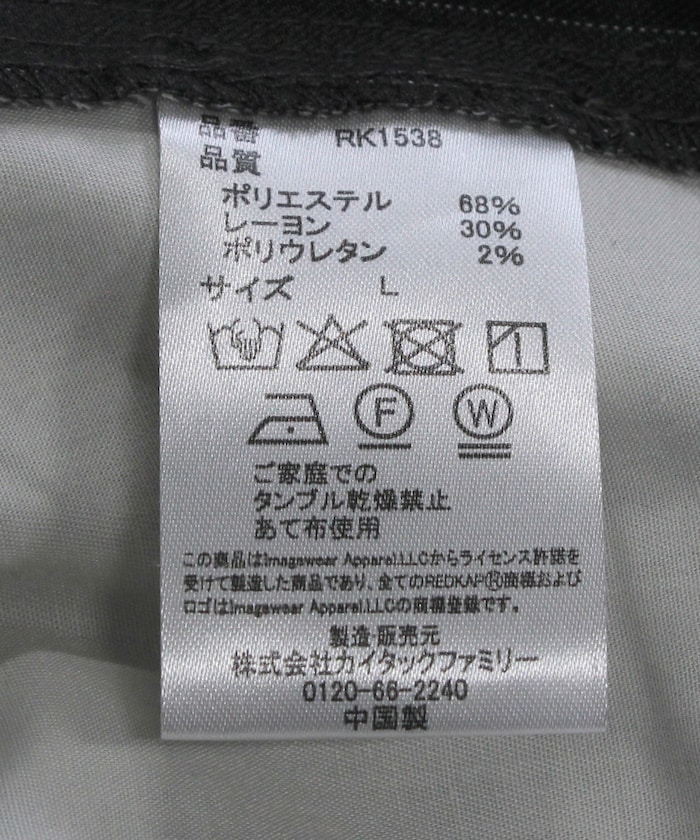 品番 RK1538
品質
ポリエステル 68%
レーヨン 30%
ポリウレタン 2%
サイズ L
F W
ご家庭での
タンブル乾燥禁止
あて布使用
この商品はImagewear Apparel.LLCからライセンス許諾を
受けて製造した商品であり、全てのREDKAPⓇ商標および
ロゴはImagewear Apparel.LLCの商標登録です。
製造・販売元
株式会社カイタックファミリー
0120-66-2240
中国製